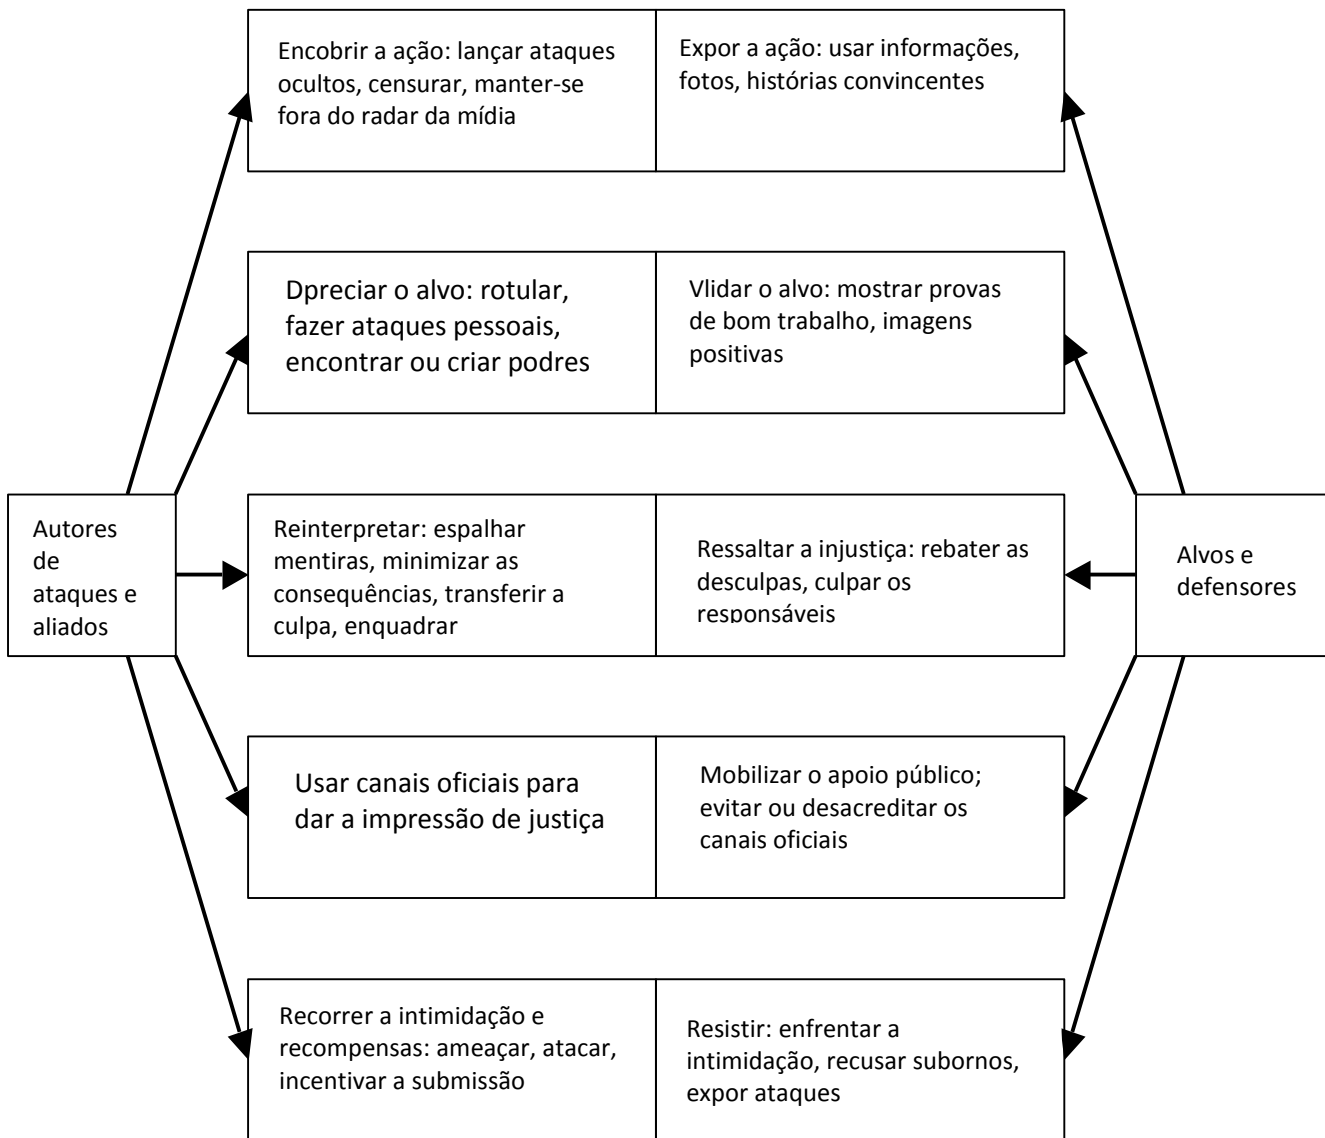 Encobrir a ação: lançar ataques
ocultos, censurar, manter-se
fora do radar da mídia
Expor a ação: usar informações,
fotos, histórias convincentes
Dpreciar o alvo: rotular,
fazer ataques pessoais,
encontrar ou criar podres
Vlidar o alvo: mostrar provas
de bom trabalho, imagens
positivas
Autores
de
ataques e
aliados
Reinterpretar: espalhar
mentiras, minimizar as
consequências, transferir a
culpa, enquadrar
Ressaltar a injustiça: rebater as
desculpas, culpar os
responsáveis
Alvos e
defensores
Usar canais oficiais para
dar a impressão de justiça
Mobilizar o apoio público;
evitar ou desacreditar os
canais oficiais
Recorrer a intimidação e
recompensas: ameaçar, atacar,
incentivar a submissão
Resistir: enfrentar a
intimidação, recusar subornos,
expor ataques